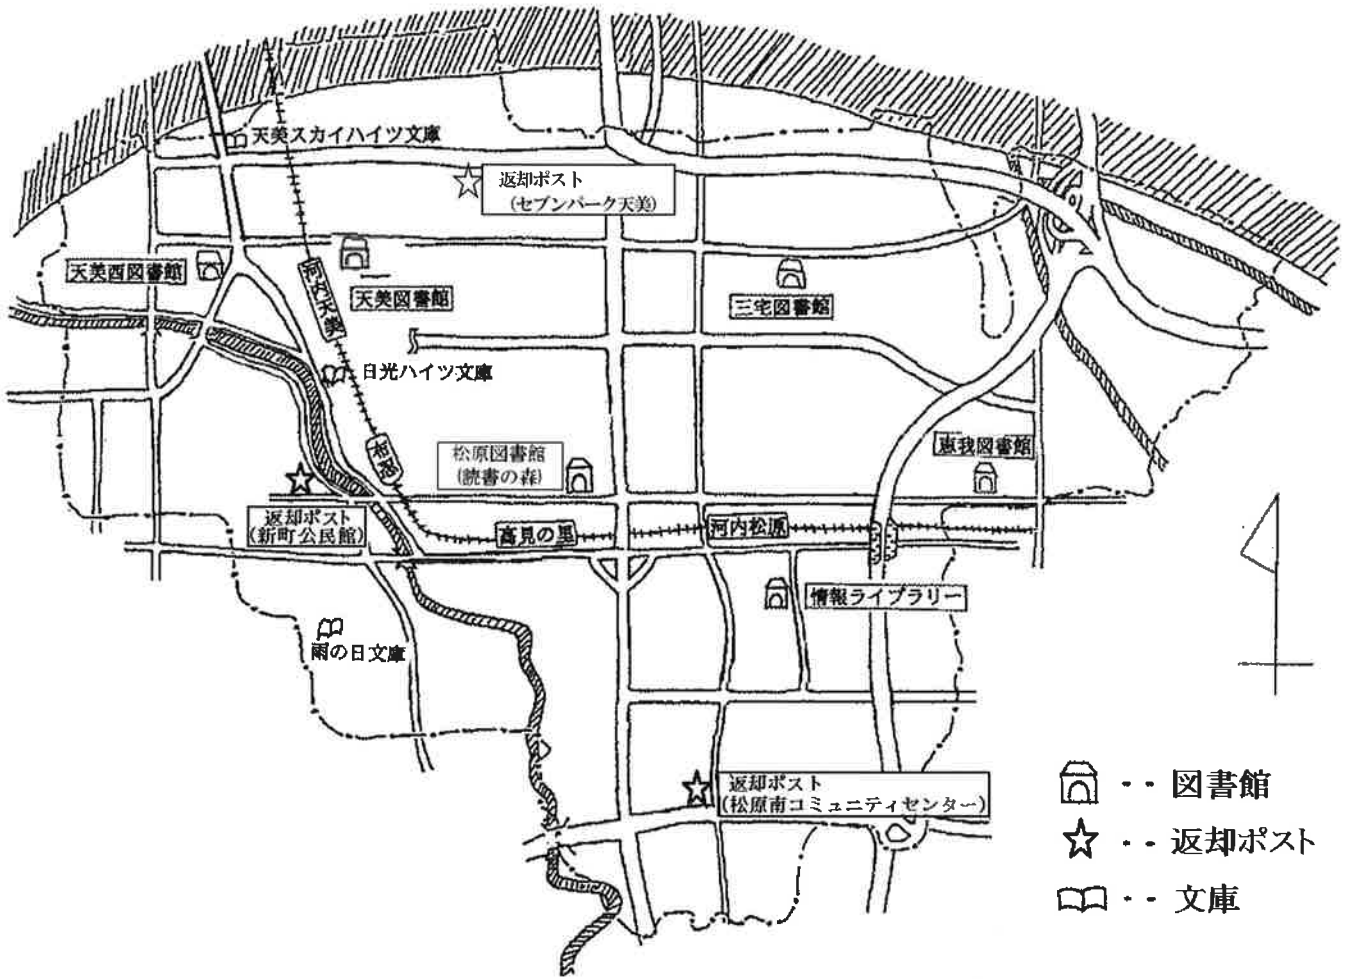 天美スカイハイツ文庫
返却ポスト
(セブンパーク天美)
天美西図書館
河内天美
天美図書館
三宅図書館
日光ハイツ文庫
布忍
松原図書館
(読書の森)
恵我図書館
返却ポスト
(新町公民館)
高見の里
河内松原
情報ライブラリー
雨の日文庫
返却ポスト
(松原南コミュニティセンター)
図書館
返却ポスト
文庫